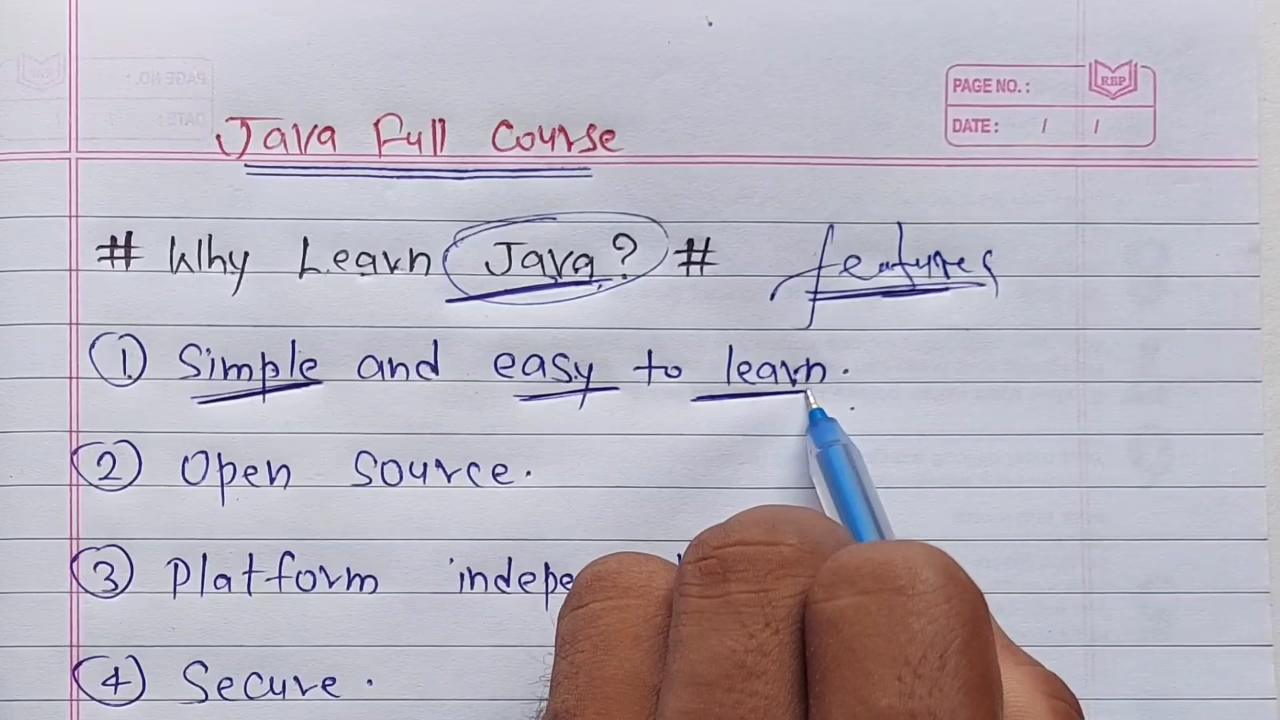 PAGE NO.:
RBP
DATE: / /
Java Full Course
# Why Learn Java? # features
1. Simple and easy to learn.
2 Open source.
3 Platform indepe
4 Secure.